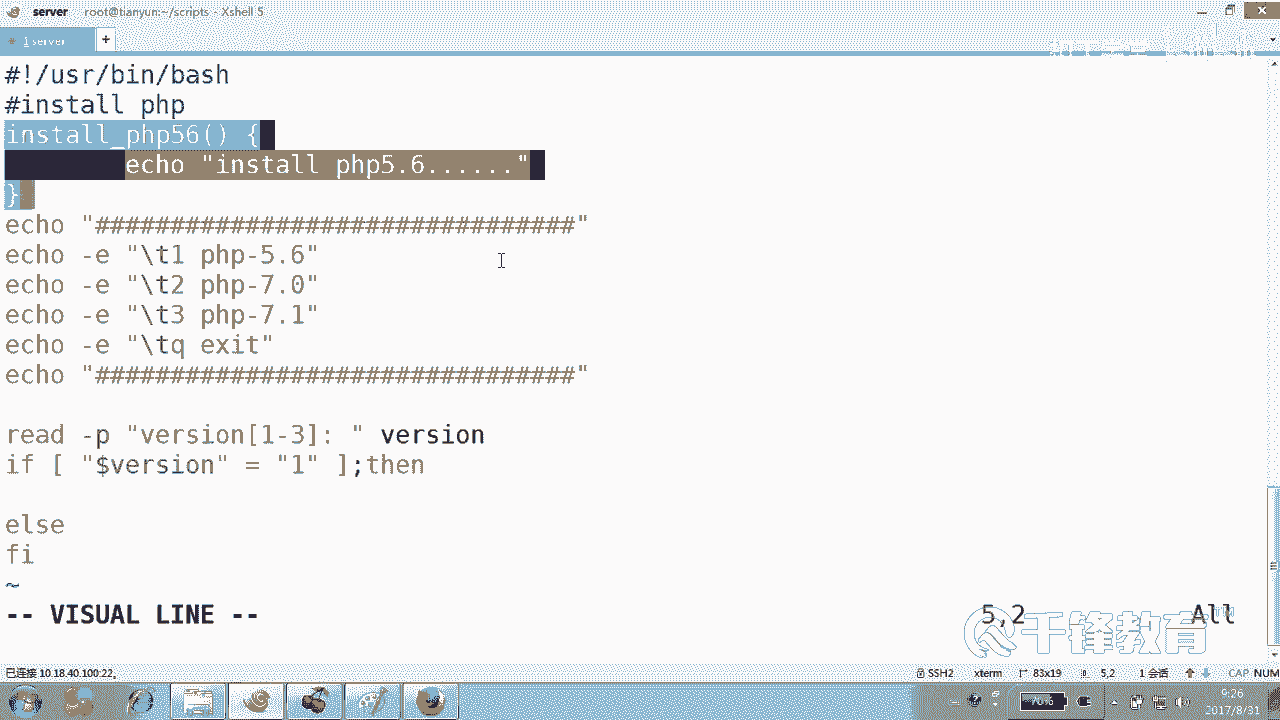 server root@tianyun:~/scripts - Xshell 5
1 server +
#!/usr/bin/bash
#install php
install_php56() {
        echo "install php5.6......"
}
echo "################################"
echo -e "\t1 php-5.6"
echo -e "\t2 php-7.0"
echo -e "\t3 php-7.1"
echo -e "\tq exit"
echo "################################"
read -p "version[1-3]: " version
if [ "$version" = "1" ];then
else
fi
~
-- VISUAL LINE -- 5,2 All
千锋教育
已连接 10.18.40.100:22。 SSH2 xterm 83x19 5,2 1 会话 CAP NUM
70% 9:26
2017/8/31